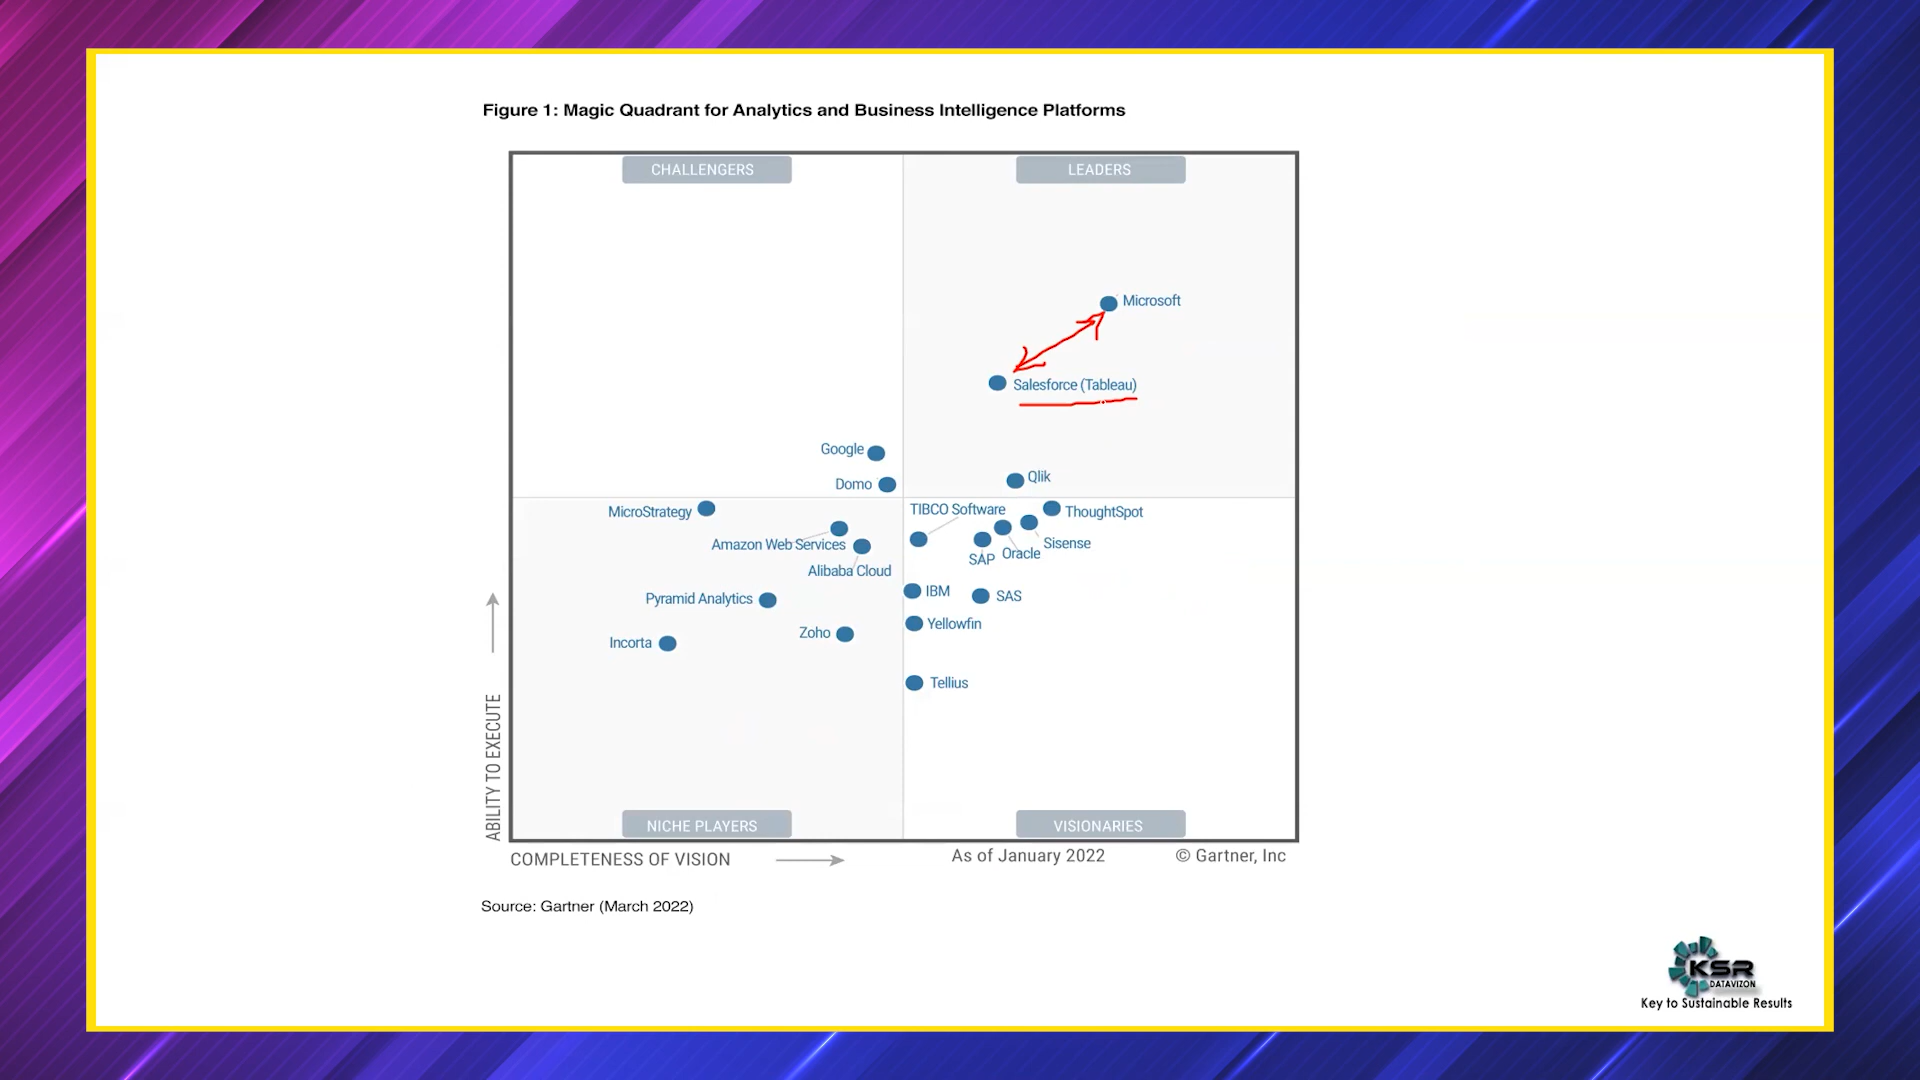 Figure 1: Magic Quadrant for Analytics and Business Intelligence Platforms
CHALLENGERS
LEADERS
Microsoft
Salesforce (Tableau)
Google
Domo
Qlik
MicroStrategy
TIBCO Software
ThoughtSpot
Amazon Web Services
Sisense
SAP
Oracle
Alibaba Cloud
Pyramid Analytics
IBM
SAS
Yellowfin
Zoho
Incorta
Tellius
ABILITY TO EXECUTE
NICHE PLAYERS
VISIONARIES
COMPLETENESS OF VISION
As of January 2022
© Gartner, Inc
Source: Gartner (March 2022)
KSR
DATAVIZON
Key to Sustainable Results